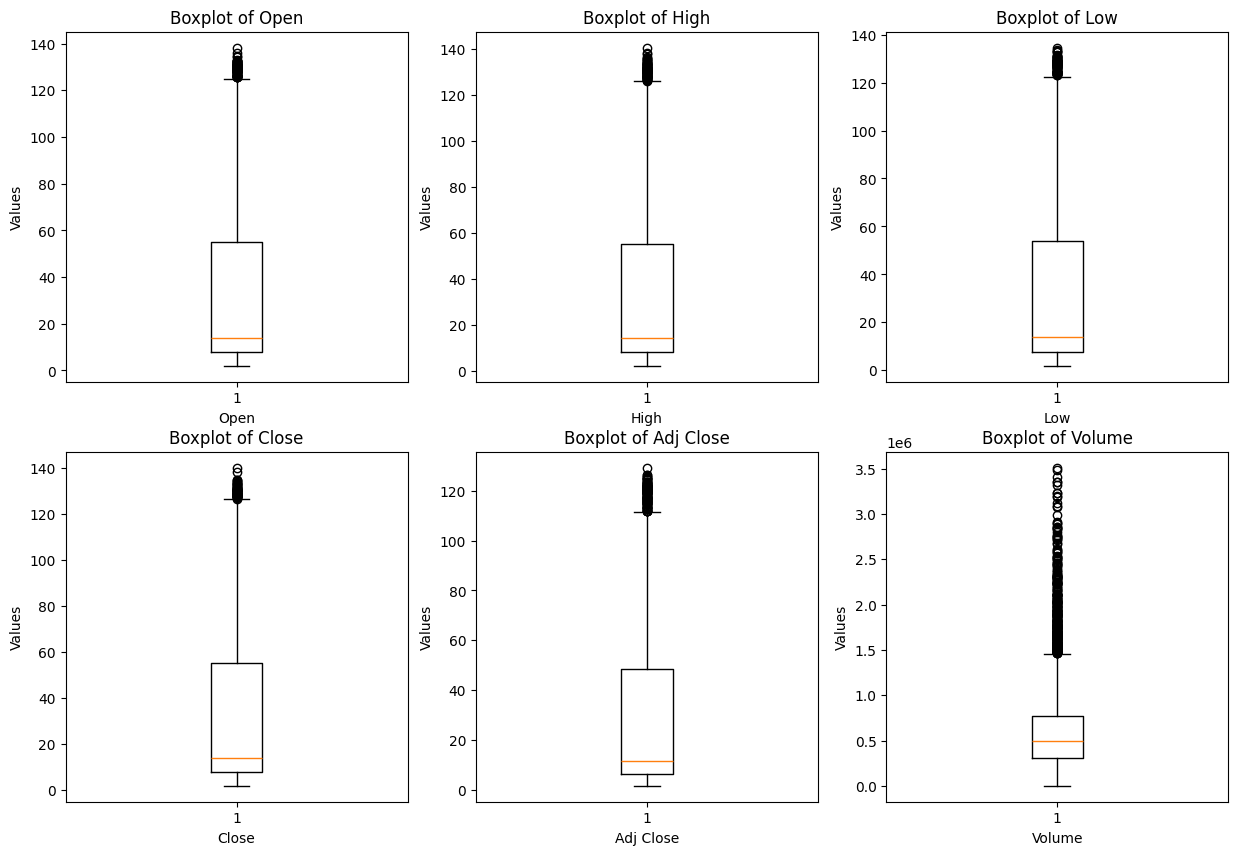 Boxplot of Open
140
120
100
80
60
40
20
0
Values
1
Open
Boxplot of High
140
120
100
80
60
40
20
0
Values
1
High
Boxplot of Low
140
120
100
80
60
40
20
0
Values
1
Low
Boxplot of Close
140
120
100
80
60
40
20
0
Values
1
Close
Boxplot of Adj Close
120
100
80
60
40
20
0
Values
1
Adj Close
Boxplot of Volume
1e6
3.5
3.0
2.5
2.0
1.5
1.0
0.5
0.0
Values
1
Volume